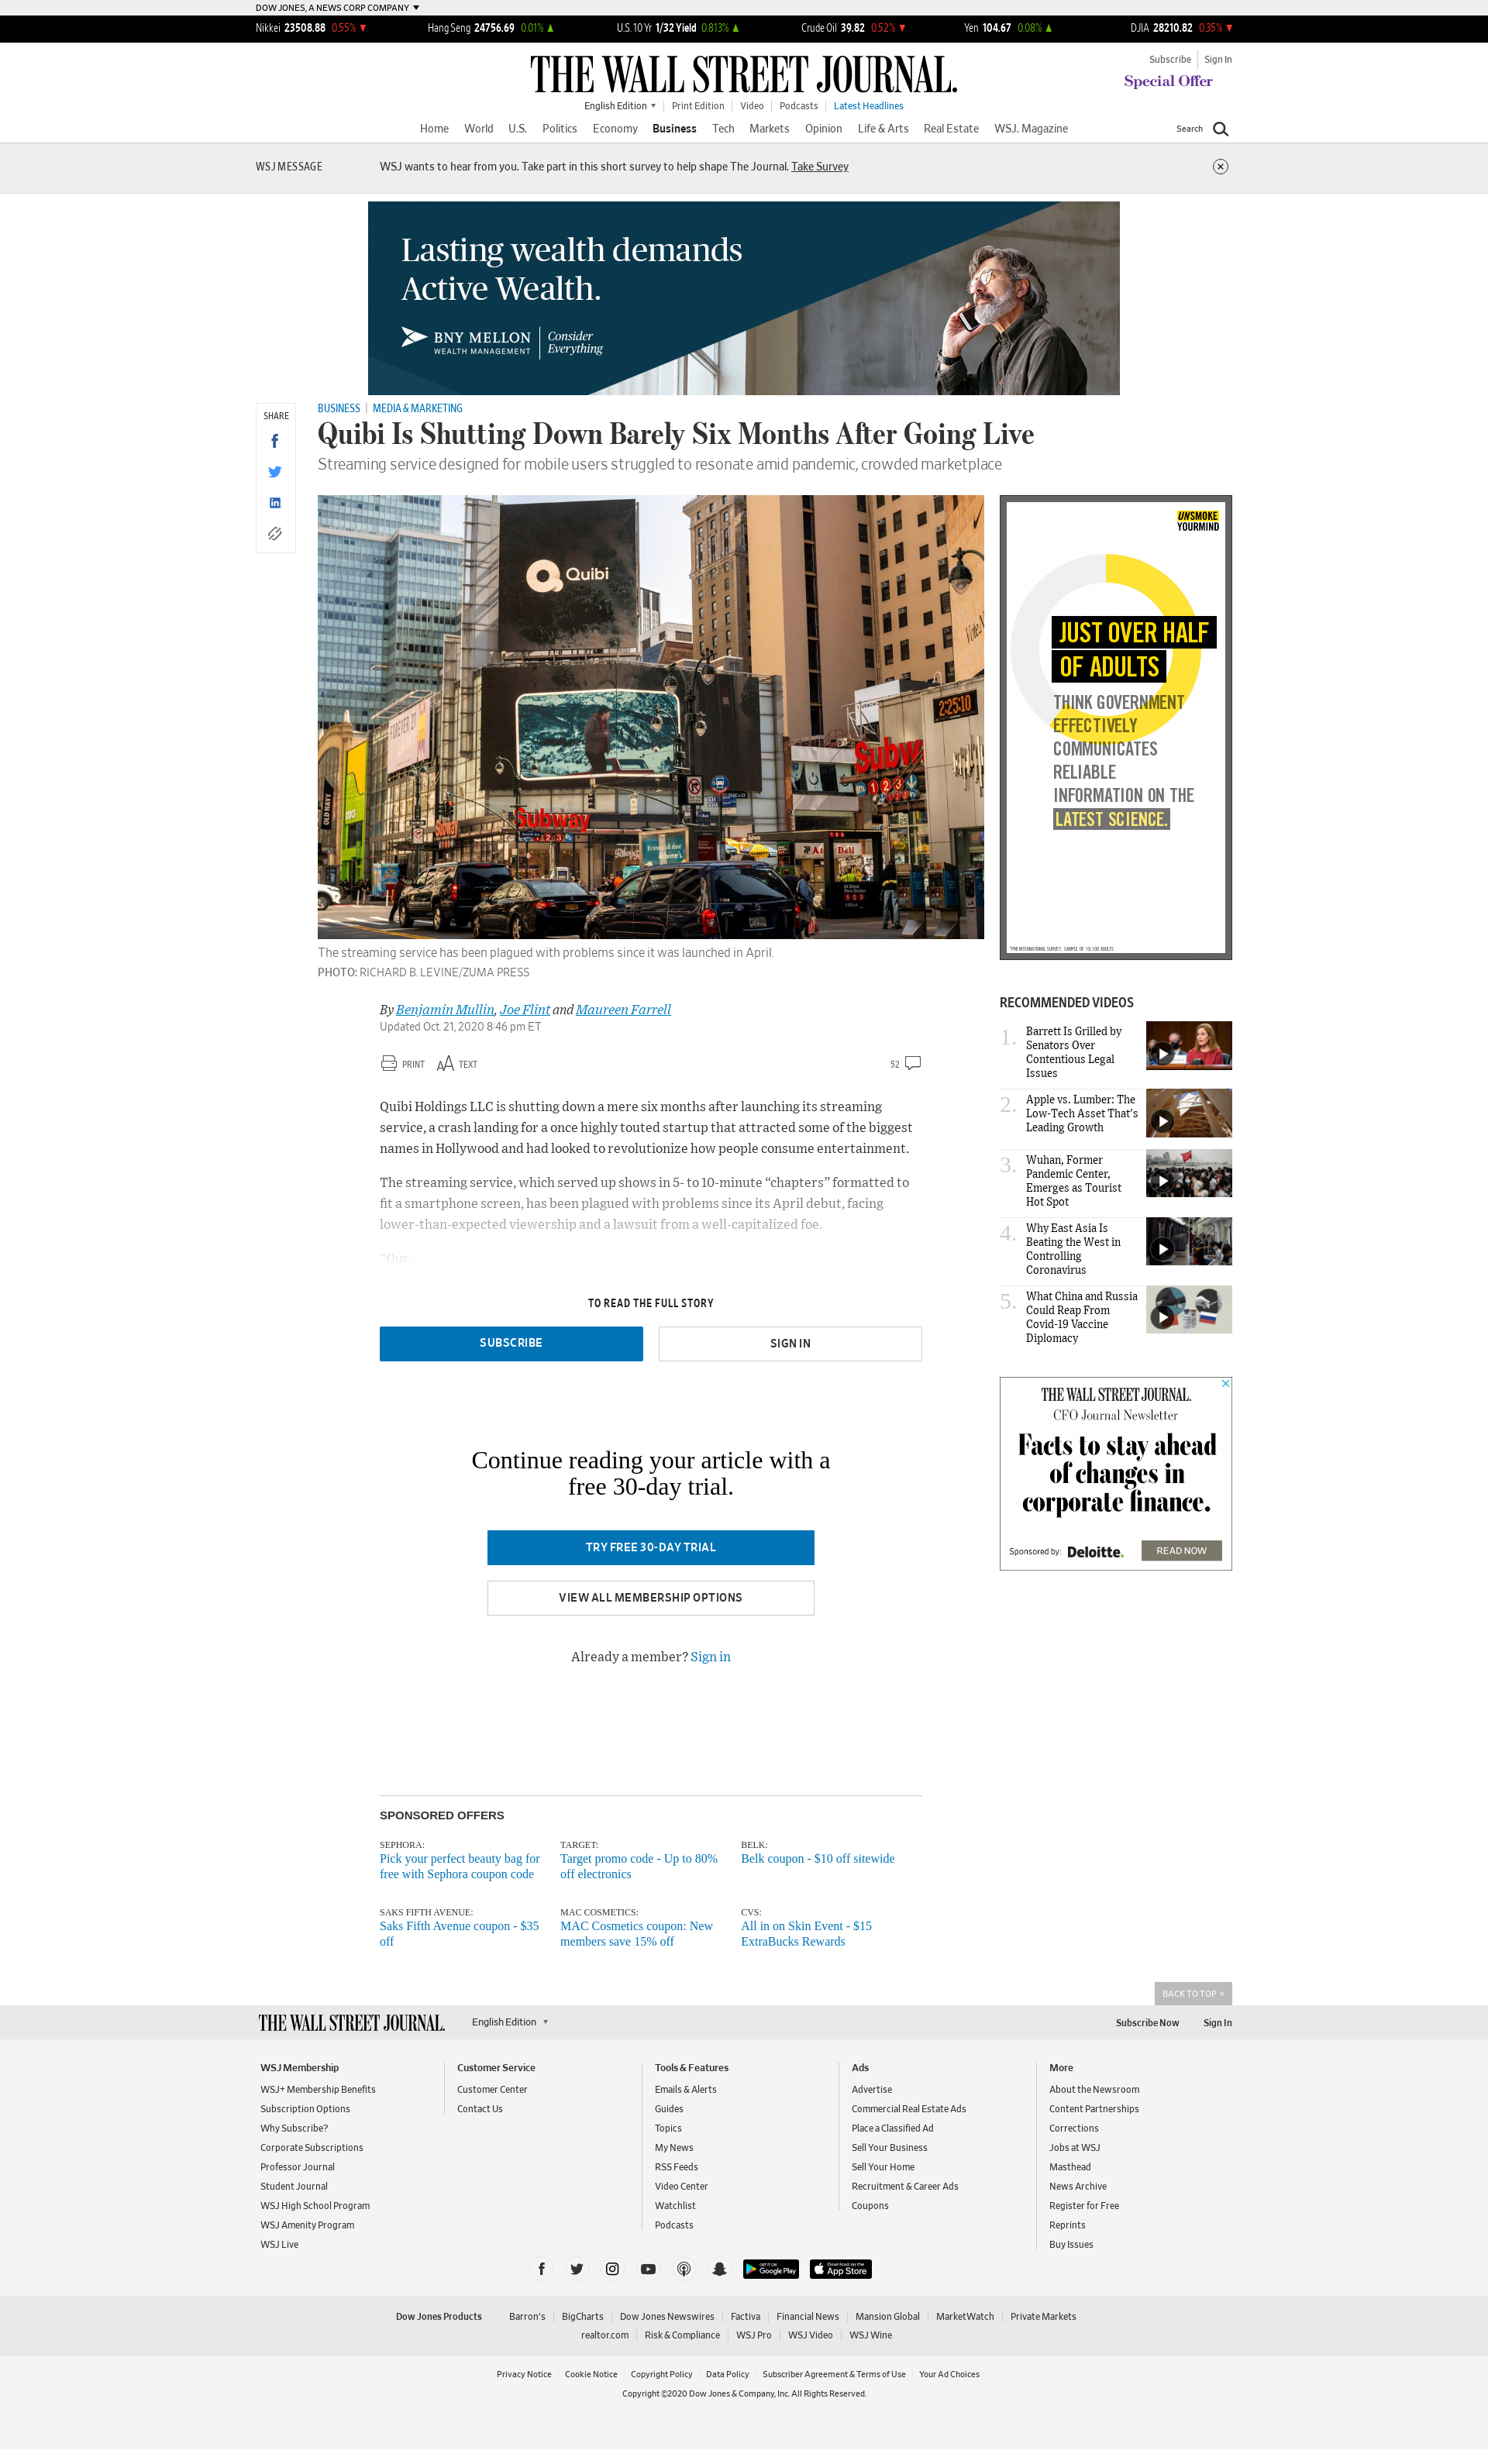 DOW JONES, A NEWS CORP COMPANY
Nikkei 23508.88 0.55% Hang Seng 24756.69 0.01% U.S. 10 Yr 1/32 Yield 0.813% Crude Oil 39.82 0.52% Yen 104.67 0.08% DJIA 28210.82 0.35%
THE WALL STREET JOURNAL.
Subscribe Sign In
Special Offer
English Edition Print Edition Video Podcasts Latest Headlines
Home World U.S. Politics Economy Business Tech Markets Opinion Life & Arts Real Estate WSJ. Magazine Search
WSJ MESSAGE WSJ wants to hear from you. Take part in this short survey to help shape The Journal. Take Survey
Lasting wealth demands
Active Wealth.
BNY MELLON
WEALTH MANAGEMENT
Consider
Everything
SHARE
BUSINESS | MEDIA & MARKETING
Quibi Is Shutting Down Barely Six Months After Going Live
Streaming service designed for mobile users struggled to resonate amid pandemic, crowded marketplace
Quibi
FOREVER 21
OLD NAVY
2:25:10
Subway
Subway
1 2 3
Deli
The streaming service has been plagued with problems since it was launched in April.
PHOTO: RICHARD B. LEVINE/ZUMA PRESS
By Benjamin Mullin, Joe Flint and Maureen Farrell
Updated Oct. 21, 2020 8:46 pm ET
PRINT TEXT 52
Quibi Holdings LLC is shutting down a mere six months after launching its streaming
service, a crash landing for a once highly touted startup that attracted some of the biggest
names in Hollywood and had looked to revolutionize how people consume entertainment.
The streaming service, which served up shows in 5- to 10-minute “chapters” formatted to
fit a smartphone screen, has been plagued with problems since its April debut, facing
lower-than-expected viewership and a lawsuit from a well-capitalized foe.
“Our...
TO READ THE FULL STORY
SUBSCRIBE SIGN IN
Continue reading your article with a
free 30-day trial.
TRY FREE 30-DAY TRIAL
VIEW ALL MEMBERSHIP OPTIONS
Already a member? Sign in
UNSMOKE
YOURMIND
JUST OVER HALF
OF ADULTS
THINK GOVERNMENT
EFFECTIVELY
COMMUNICATES
RELIABLE
INFORMATION ON THE
LATEST SCIENCE.
RECOMMENDED VIDEOS
1. Barrett Is Grilled by
Senators Over
Contentious Legal
Issues
2. Apple vs. Lumber: The
Low-Tech Asset That’s
Leading Growth
3. Wuhan, Former
Pandemic Center,
Emerges as Tourist
Hot Spot
4. Why East Asia Is
Beating the West in
Controlling
Coronavirus
5. What China and Russia
Could Reap From
Covid-19 Vaccine
Diplomacy
THE WALL STREET JOURNAL.
CFO Journal Newsletter
Facts to stay ahead
of changes in
corporate finance.
Sponsored by: Deloitte. READ NOW
SPONSORED OFFERS
SEPHORA:
Pick your perfect beauty bag for
free with Sephora coupon code
TARGET:
Target promo code - Up to 80%
off electronics
BELK:
Belk coupon - $10 off sitewide
SAKS FIFTH AVENUE:
Saks Fifth Avenue coupon - $35
off
MAC COSMETICS:
MAC Cosmetics coupon: New
members save 15% off
CVS:
All in on Skin Event - $15
ExtraBucks Rewards
BACK TO TOP «
THE WALL STREET JOURNAL. English Edition Subscribe Now Sign In
WSJ Membership
WSJ+ Membership Benefits
Subscription Options
Why Subscribe?
Corporate Subscriptions
Professor Journal
Student Journal
WSJ High School Program
WSJ Amenity Program
WSJ Live
Customer Service
Customer Center
Contact Us
Tools & Features
Emails & Alerts
Guides
Topics
My News
RSS Feeds
Video Center
Watchlist
Podcasts
Ads
Advertise
Commercial Real Estate Ads
Place a Classified Ad
Sell Your Business
Sell Your Home
Recruitment & Career Ads
Coupons
More
About the Newsroom
Content Partnerships
Corrections
Jobs at WSJ
Masthead
News Archive
Register for Free
Reprints
Buy Issues
GET IT ON
Google Play
Download on the
App Store
Dow Jones Products Barron's BigCharts Dow Jones Newswires Factiva Financial News Mansion Global MarketWatch Private Markets
realtor.com Risk & Compliance WSJ Pro WSJ Video WSJ Wine
Privacy Notice Cookie Notice Copyright Policy Data Policy Subscriber Agreement & Terms of Use Your Ad Choices
Copyright ©2020 Dow Jones & Company, Inc. All Rights Reserved.